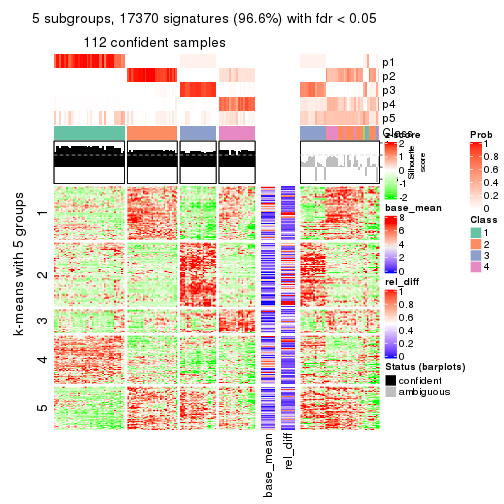 5 subgroups, 17370 signatures (96.6%) with fdr < 0.05
112 confident samples
p1
p2
p3
p4
p5
Class
z-score
2
1
0
-1
-2
Silhouette
score
Prob
1
0.8
0.6
0.4
0.2
0
Class
1
2
3
4
base_mean
8
6
4
2
0
rel_diff
1
0.8
0.6
0.4
0.2
0
Status (barplots)
confident
ambiguous
k-means with 5 groups
1
2
3
4
5
base_mean
rel_diff